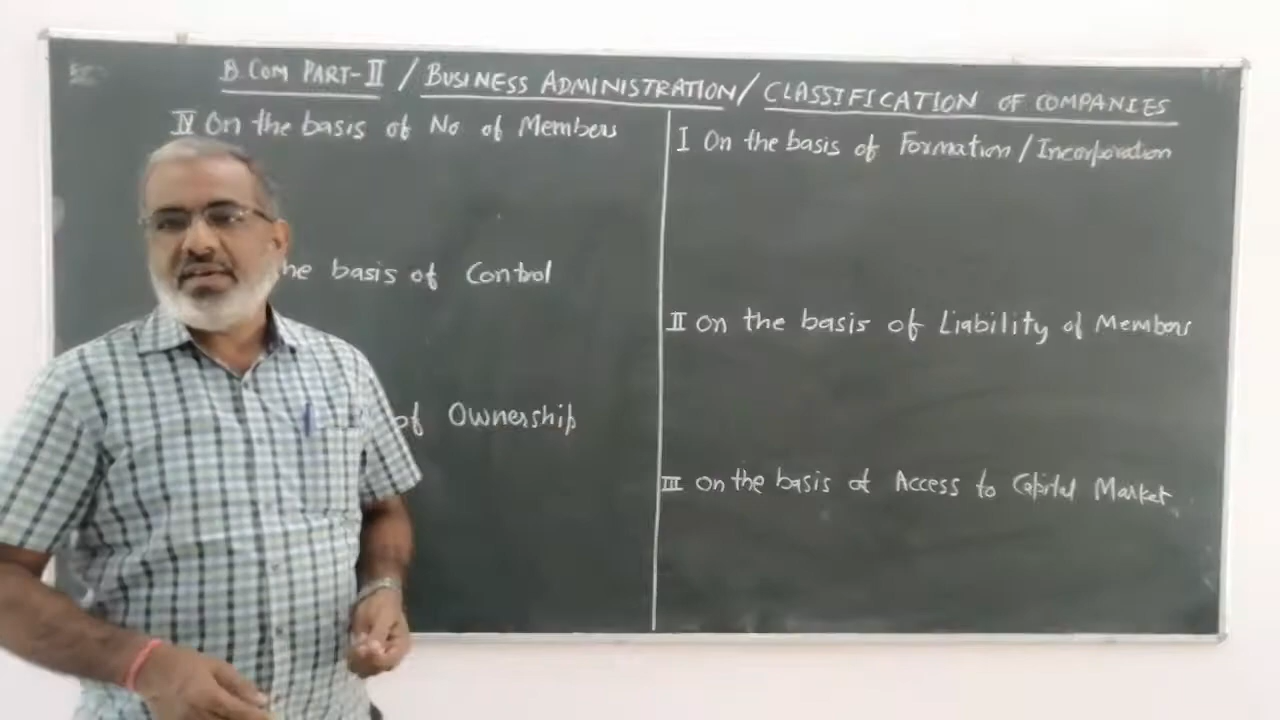 B.COM PART-II / BUSINESS ADMINISTRATION/ CLASSIFICATION OF COMPANIES
IV On the basis of No of Members
he basis of Control
of Ownership
I On the basis of Formation/Incorporation
II On the basis of Liability of Members
III On the basis of Access to Capital Market